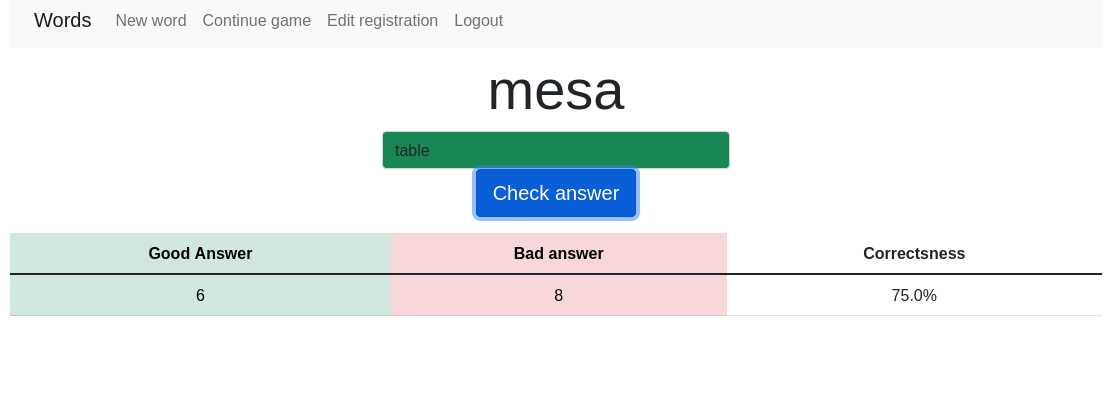 Words New word Continue game Edit registration Logout
mesa
table
Check answer
Good Answer Bad answer Correctsness
6 8 75.0%